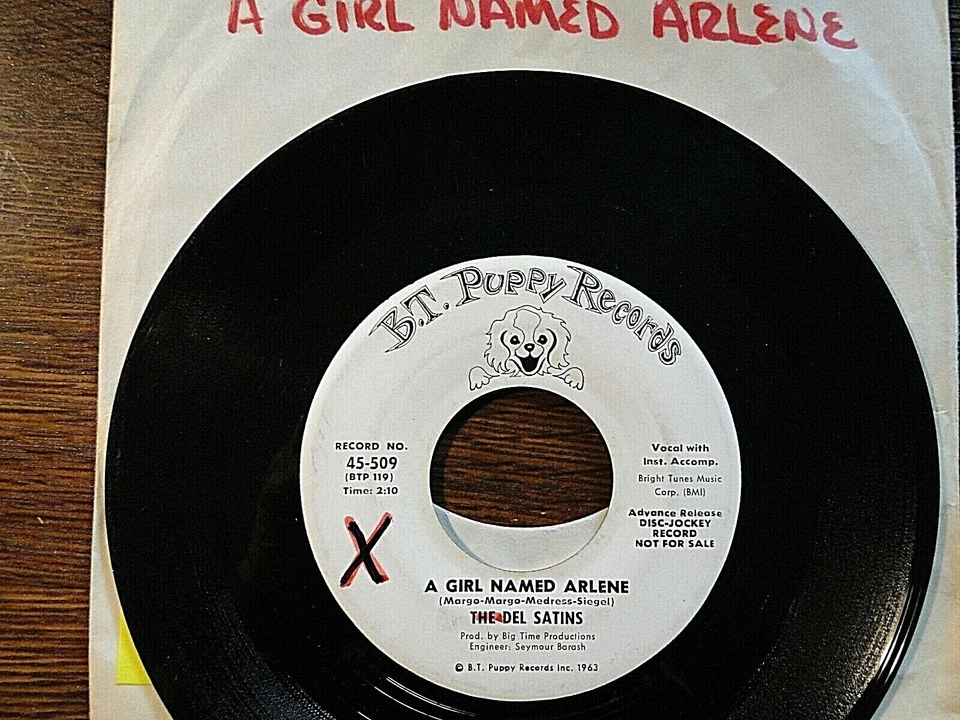 A GIRL NAMED ARLENE
B.T. Puppy Records
RECORD NO.
45-509
(BTP 119)
Time: 2:10
Vocal with
Inst. Accomp.
Bright Tunes Music
Corp. (BMI)
Advance Release
DISC-JOCKEY
RECORD
NOT FOR SALE
X
A GIRL NAMED ARLENE
(Margo-Margo-Medress-Siegel)
THE DEL SATINS
Prod. by Big Time Productions
Engineer: Seymour Barash
© B.T. Puppy Records Inc. 1963